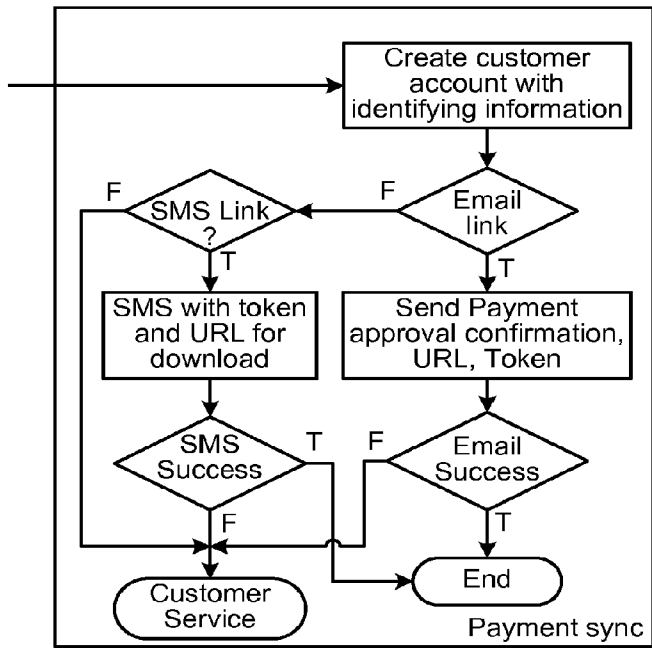 Create customer
account with
identifying information
F
SMS Link
?
F
Email
link
T
T
SMS with token
and URL for
download
Send Payment
approval confirmation,
URL, Token
SMS
Success
T
F
Email
Success
F
T
Customer
Service
End
Payment sync